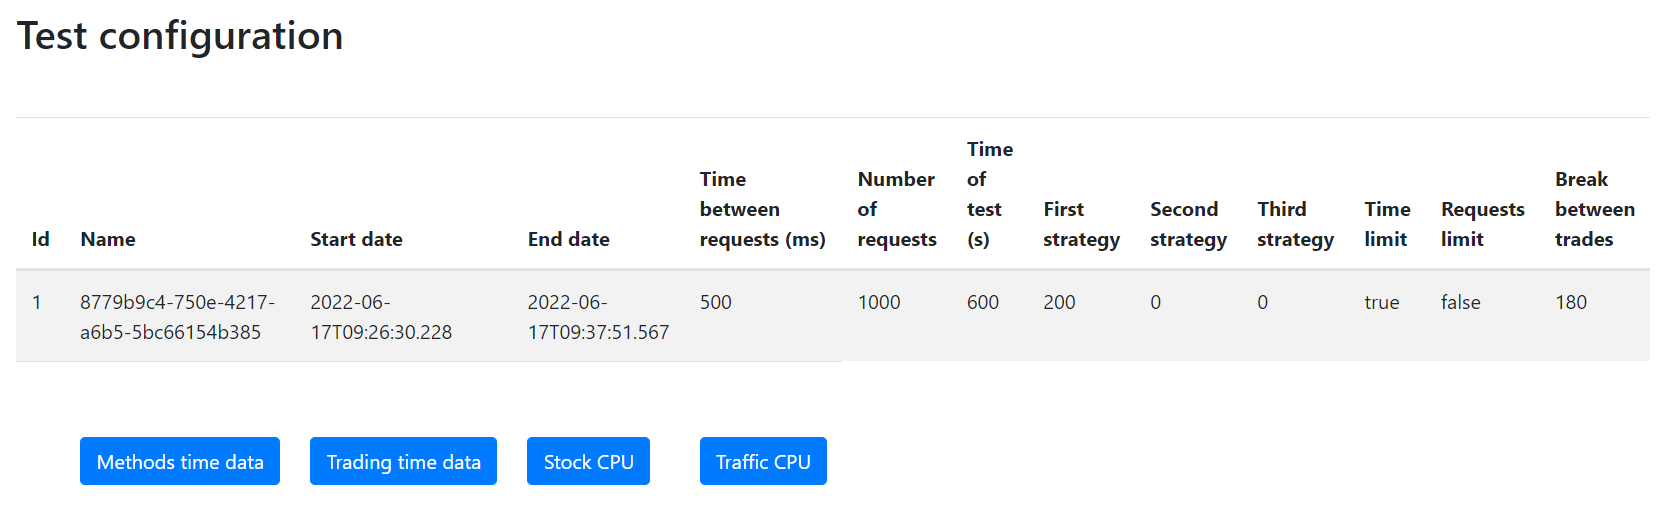 Test configuration
Id
Name
Start date
End date
Time
between
requests (ms)
Number
of
requests
Time
of
test
(s)
First
strategy
Second
strategy
Third
strategy
Time
limit
Requests
limit
Break
between
trades
1
8779b9c4-750e-4217-
a6b5-5bc66154b385
2022-06-
17T09:26:30.228
2022-06-
17T09:37:51.567
500
1000
600
200
0
0
true
false
180
Methods time data
Trading time data
Stock CPU
Traffic CPU